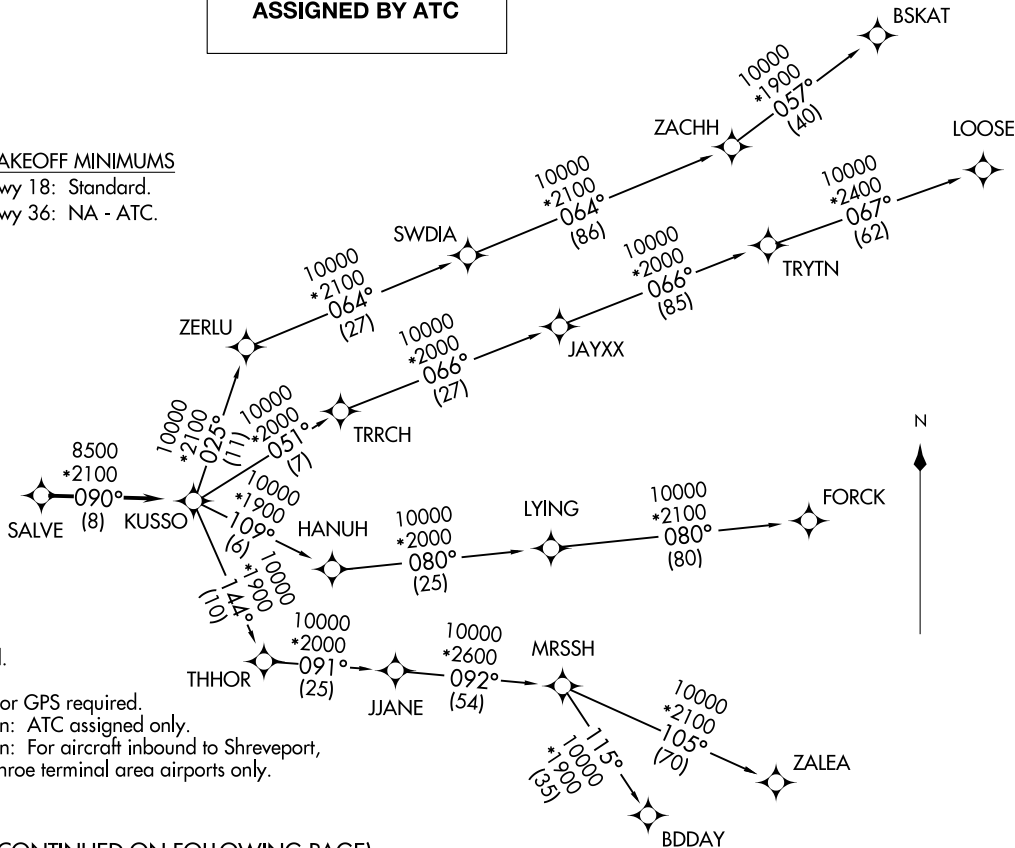 ASSIGNED BY ATC
BSKAT
10000
*1900
057°
(40)
ZACHH
LOOSE
AKEOFF MINIMUMS
wy 18: Standard.
wy 36: NA - ATC.
10000
*2100
064°
(86)
10000
*2400
067°
(62)
SWDIA
TRYTN
10000
*2100
064°
(27)
10000
*2000
066°
(85)
ZERLU
JAYXX
10000
*2000
066°
(27)
10000
*2100
025°
(11)
10000
*2000
051°
(7)
TRRCH
N
8500
*2100
090°
(8)
SALVE
KUSSO
10000
*1900
109°
(6)
HANUH
10000
*2000
080°
(25)
LYING
10000
*2100
080°
(80)
FORCK
10000
*1900
144°
(10)
THHOR
10000
*2000
091°
(25)
JJANE
10000
*2600
092°
(54)
MRSSH
10000
*2100
105°
(70)
ZALEA
115°
10000
*1900
(35)
BDDAY
d.
or GPS required.
n: ATC assigned only.
n: For aircraft inbound to Shreveport,
nroe terminal area airports only.
CONTINUED ON FOLLOWING PAGE)